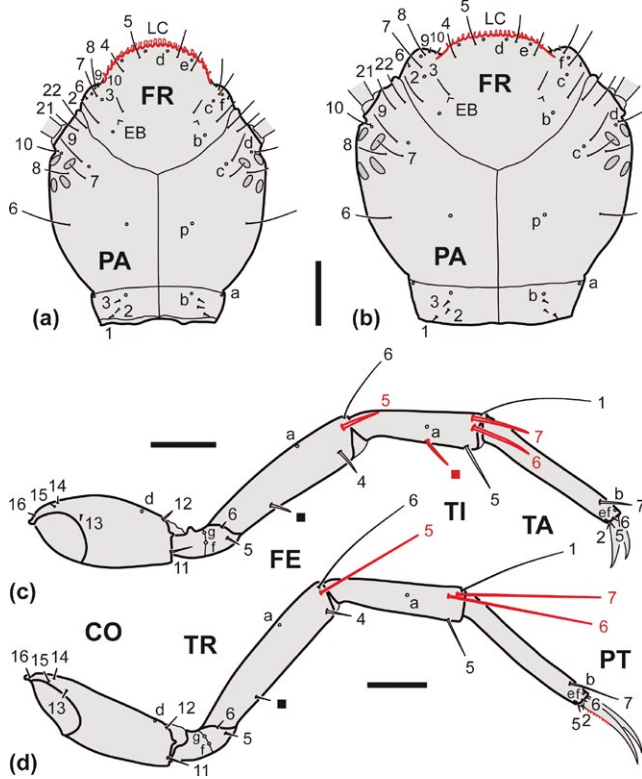 5 LC
4 d e
7 8 9 10 FR
6 2 3 c f
22
21 9 EB b d
10
8 7 c
6 p
PA
3 b a
2
1
(a)
8 9 10 4 5 LC
7 d e
6 2 3 FR f
22
21 EB c
9 b d
10
8 7 c
6 p
PA
3 b a
2
1
(b)
6
5 1
a a 7
4 6
16 15 14 d 12 6 5 b 7
13 g f 5 ef 6
11 FE TI TA 2 5
(c)
6 5
CO TR 1 7
a a 6
4 5 PT
16 15 14 d 12 6 b 7
13 g f 5 ef 6
11 5 2
(d)